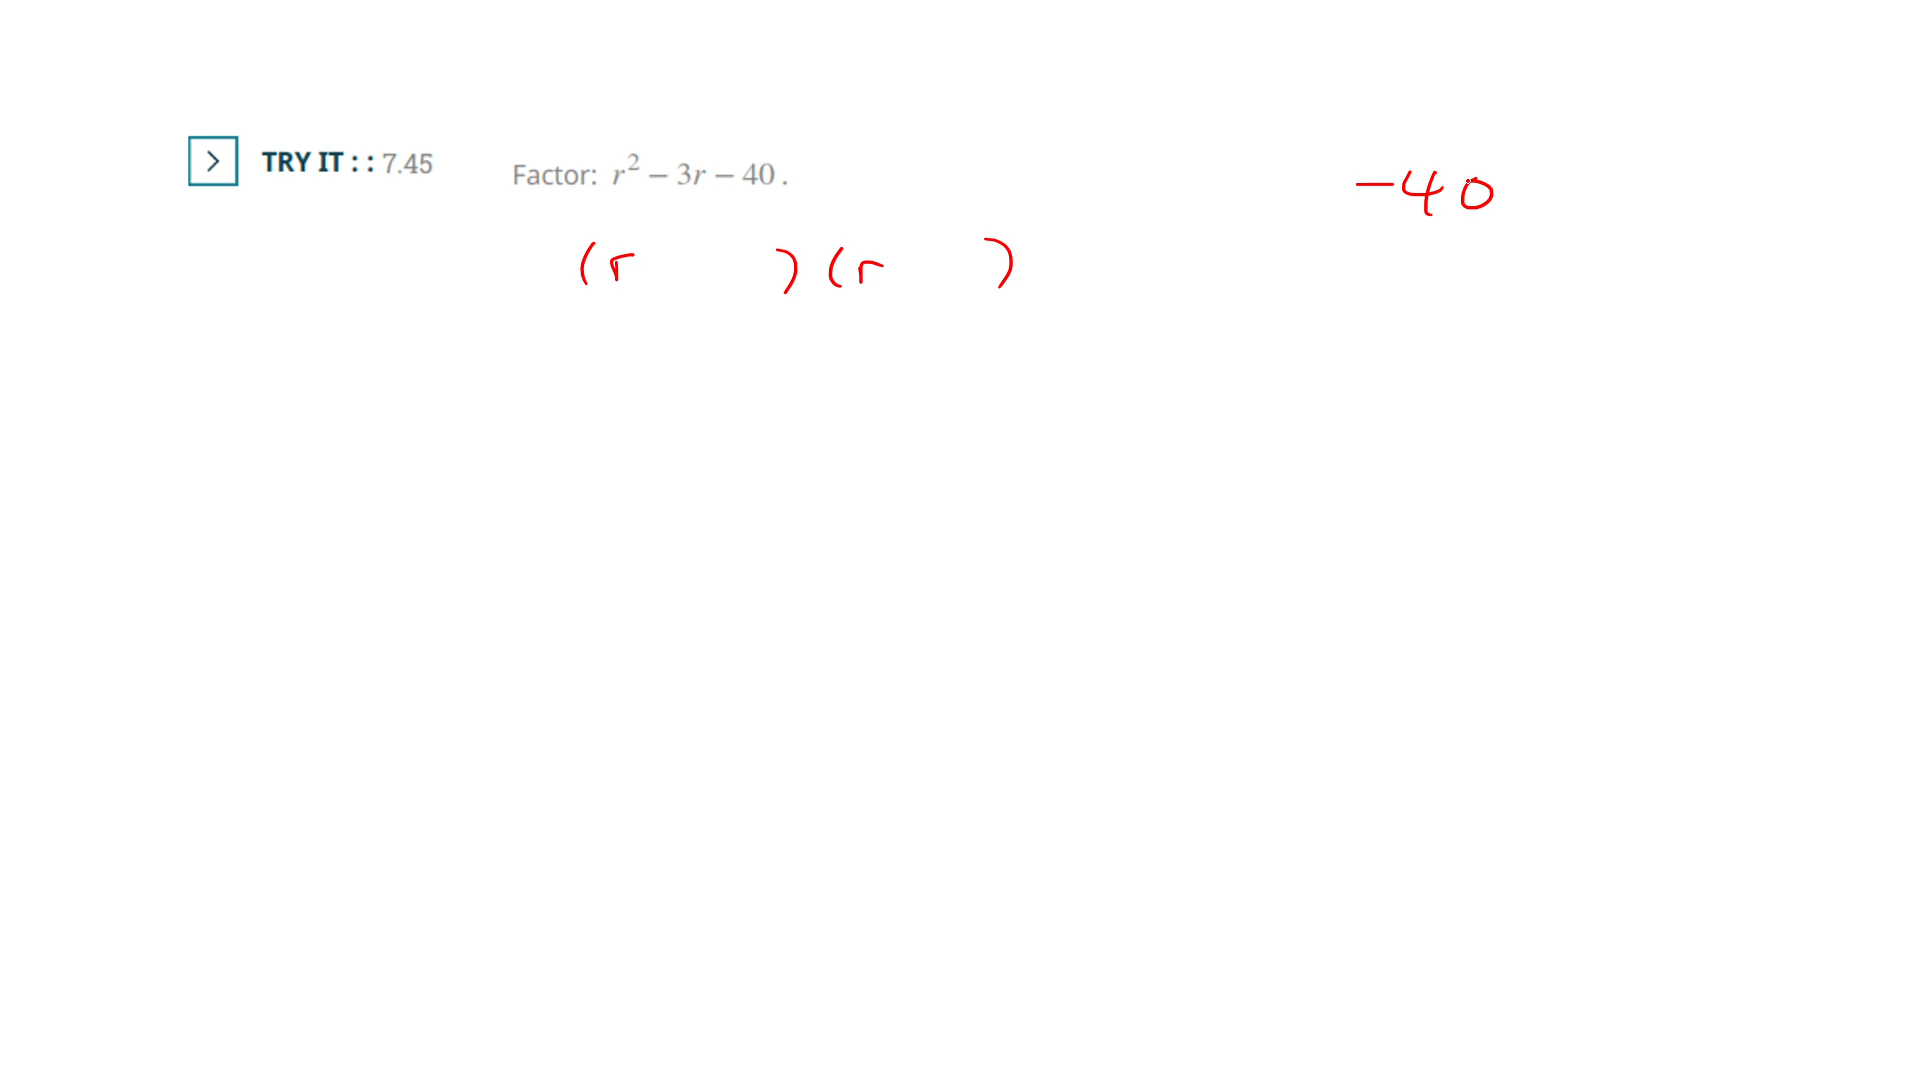 > TRY IT : : 7.45 Factor: r² – 3r – 40 .
–40
(r )(r )